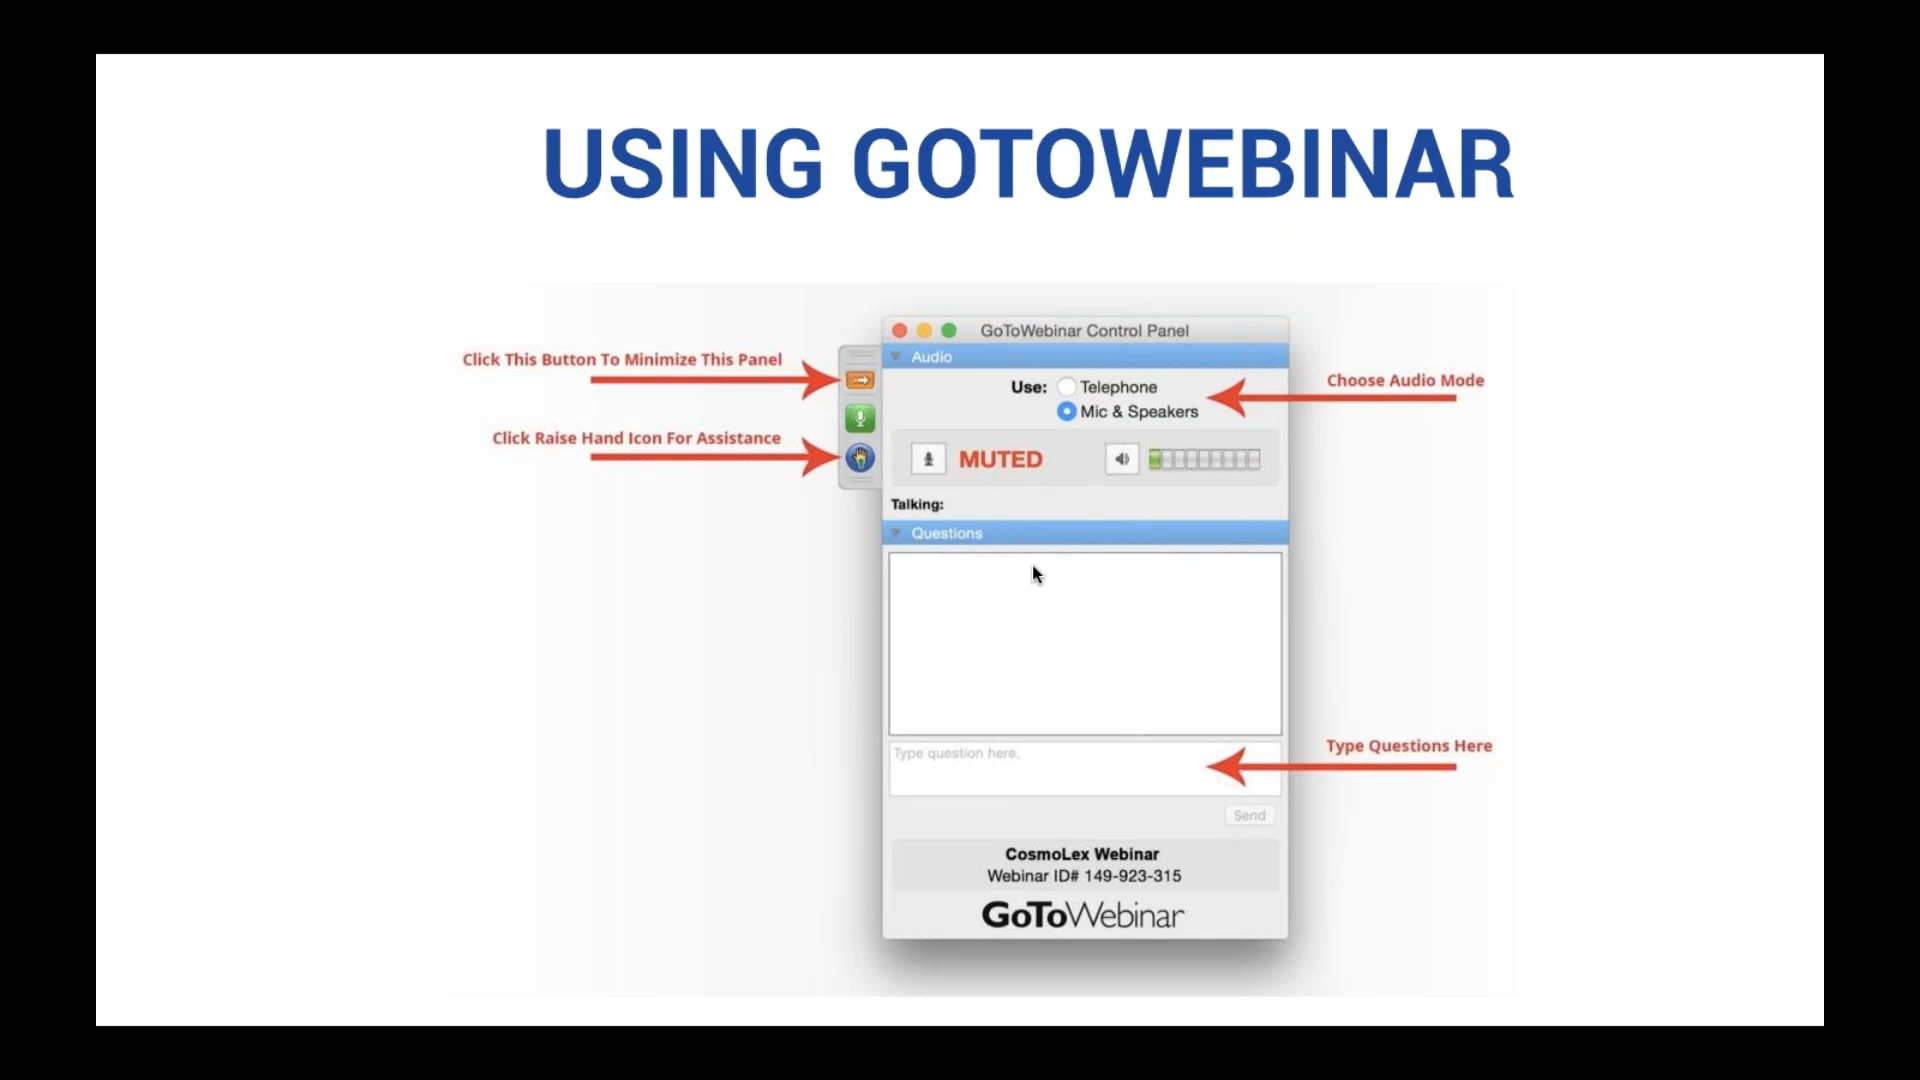 USING GOTOWEBINAR
GoToWebinar Control Panel
Audio
Click This Button To Minimize This Panel
Use: Telephone
Choose Audio Mode
Mic & Speakers
Click Raise Hand Icon For Assistance
MUTED
Talking:
Questions
Type question here.
Type Questions Here
Send
CosmoLex Webinar
Webinar ID# 149-923-315
GoToWebinar